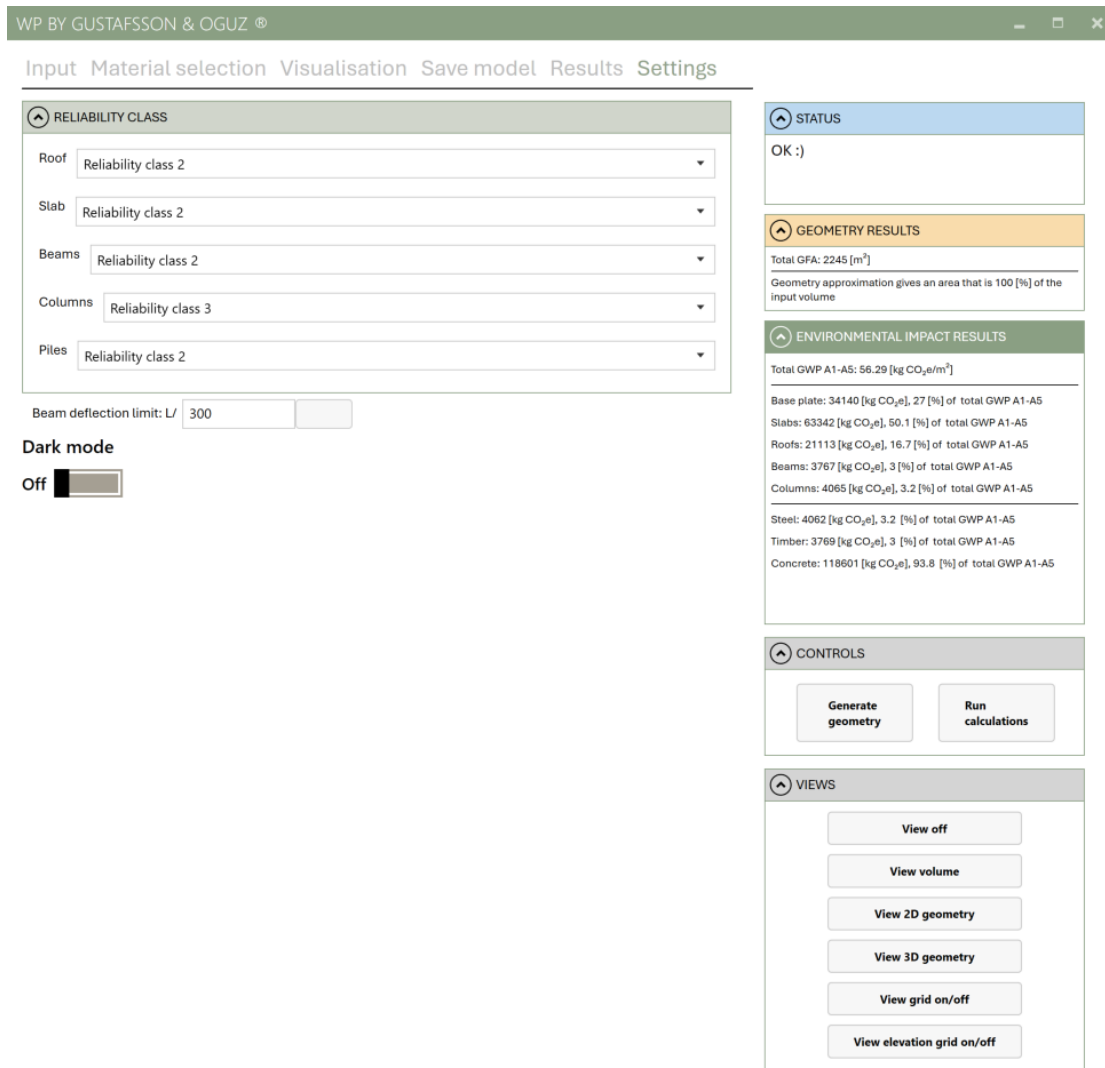 WP BY GUSTAFSSON & OGUZ ®
Input Material selection Visualisation Save model Results Settings
RELIABILITY CLASS
Roof Reliability class 2
Slab Reliability class 2
Beams Reliability class 2
Columns Reliability class 3
Piles Reliability class 2
Beam deflection limit: L/ 300
Dark mode
Off
STATUS
OK :)
GEOMETRY RESULTS
Total GFA: 2245 [m²]
Geometry approximation gives an area that is 100 [%] of the
input volume
ENVIRONMENTAL IMPACT RESULTS
Total GWP A1-A5: 56.29 [kg CO₂e/m²]
Base plate: 34140 [kg CO₂e], 27 [%] of total GWP A1-A5
Slabs: 63342 [kg CO₂e], 50.1 [%] of total GWP A1-A5
Roofs: 21113 [kg CO₂e], 16.7 [%] of total GWP A1-A5
Beams: 3767 [kg CO₂e], 3 [%] of total GWP A1-A5
Columns: 4065 [kg CO₂e], 3.2 [%] of total GWP A1-A5
Steel: 4062 [kg CO₂e], 3.2 [%] of total GWP A1-A5
Timber: 3769 [kg CO₂e], 3 [%] of total GWP A1-A5
Concrete: 118601 [kg CO₂e], 93.8 [%] of total GWP A1-A5
CONTROLS
Generate
geometry
Run
calculations
VIEWS
View off
View volume
View 2D geometry
View 3D geometry
View grid on/off
View elevation grid on/off